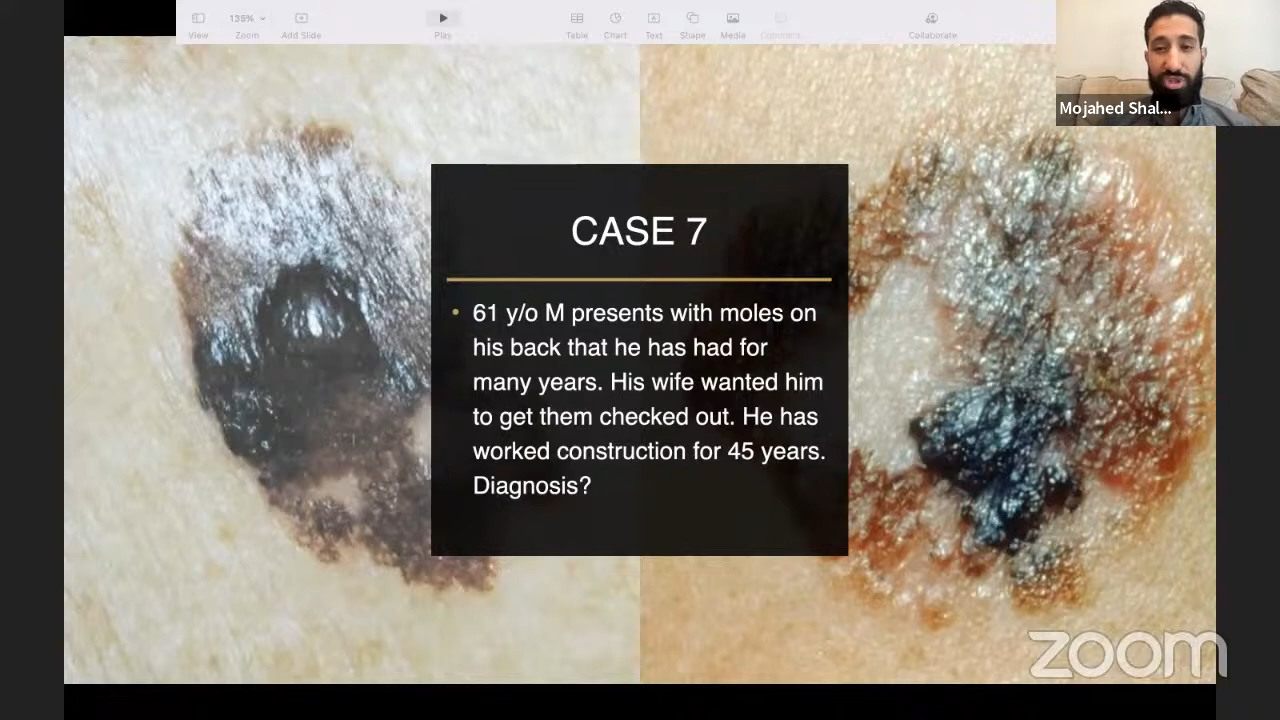 135%
View
Zoom
Add Slide
Play
Table
Chart
Text
Shape
Media
Comment
Collaborate
Mojahed Shal...
CASE 7
• 61 y/o M presents with moles on
his back that he has had for
many years. His wife wanted him
to get them checked out. He has
worked construction for 45 years.
Diagnosis?
zoom